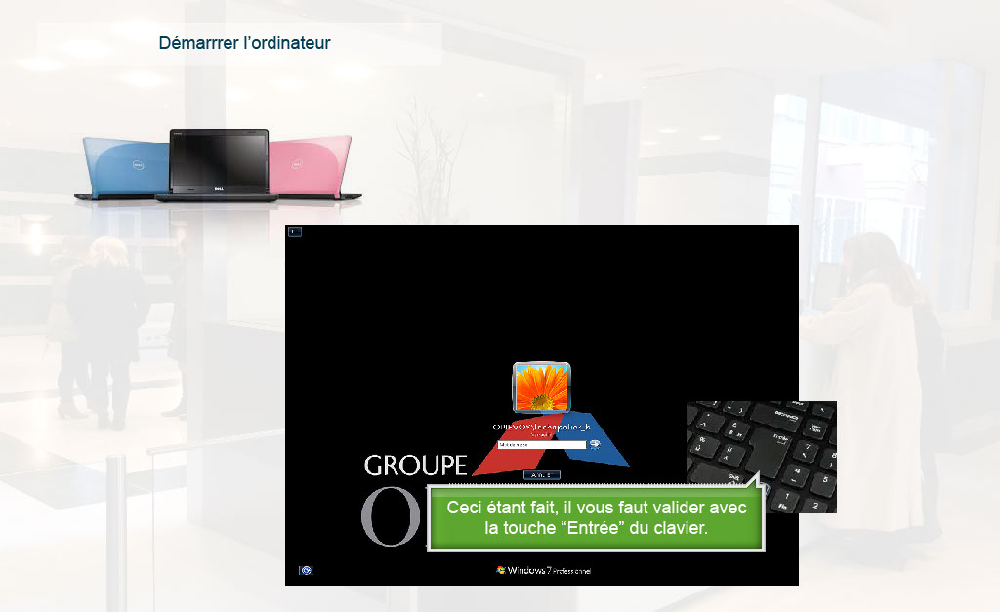 Démarrrer l’ordinateur
DELL
GROUPE
Ceci étant fait, il vous faut valider avec
la touche “Entrée” du clavier.
Windows 7 Professionnel